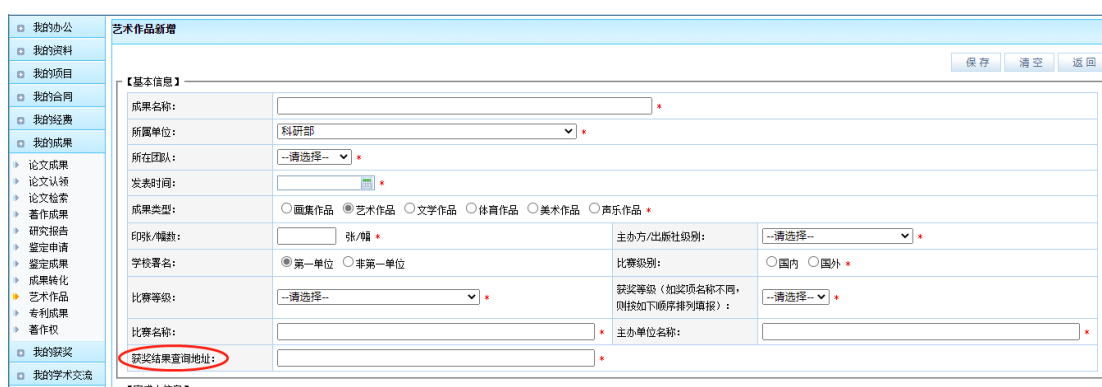 我的办公
我的资料
我的项目
我的合同
我的经费
我的成果
论文成果
论文认领
论文检索
著作成果
研究报告
鉴定申请
鉴定成果
成果转化
艺术作品
专利成果
著作权
我的获奖
我的学术交流
艺术作品新增
保存 清空 返回
【基本信息】
成果名称： *
所属单位： 科研部 *
所在团队： --请选择-- *
发表时间： *
成果类型： 画集作品 艺术作品 文学作品 体育作品 美术作品 声乐作品 *
印张/幅数： 张/幅 * 主办方/出版社级别： --请选择-- *
学校署名： 第一单位 非第一单位 比赛级别： 国内 国外 *
比赛等级： --请选择-- * 获奖等级（如奖项名称不同，
则按如下顺序排列填报）： --请选择-- *
比赛名称： * 主办单位名称： *
获奖结果查询地址： *